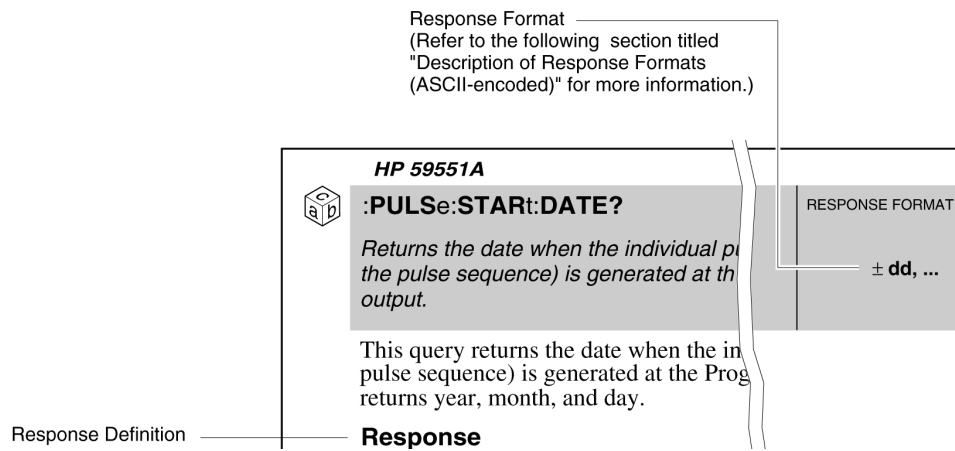 Response Format
(Refer to the following section titled
"Description of Response Formats
(ASCII-encoded)" for more information.)
HP 59551A
c
a b
:PULSe:STARt:DATE?
RESPONSE FORMAT
Returns the date when the individual pu
the pulse sequence) is generated at th
output.
± dd, ...
This query returns the date when the in
pulse sequence) is generated at the Prog
returns year, month, and day.
Response Definition
Response